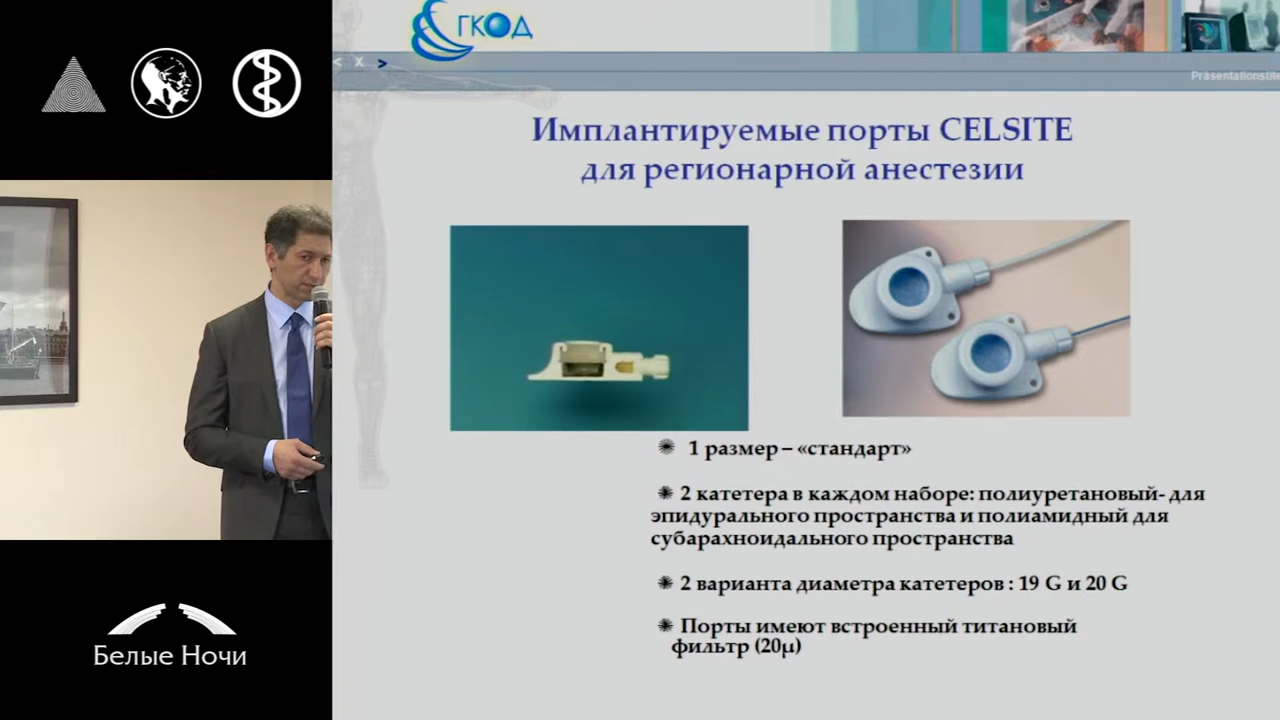 ГКОД
< X >
Имплантируемые порты CELSITE
для регионарной анестезии
1 размер – «стандарт»
2 катетера в каждом наборе: полиуретановый- для
эпидурального пространства и полиамидный для
субарахноидального пространства
2 варианта диаметра катетеров : 19 G и 20 G
Порты имеют встроенный титановый
фильтр (20µ)
Белые Ночи